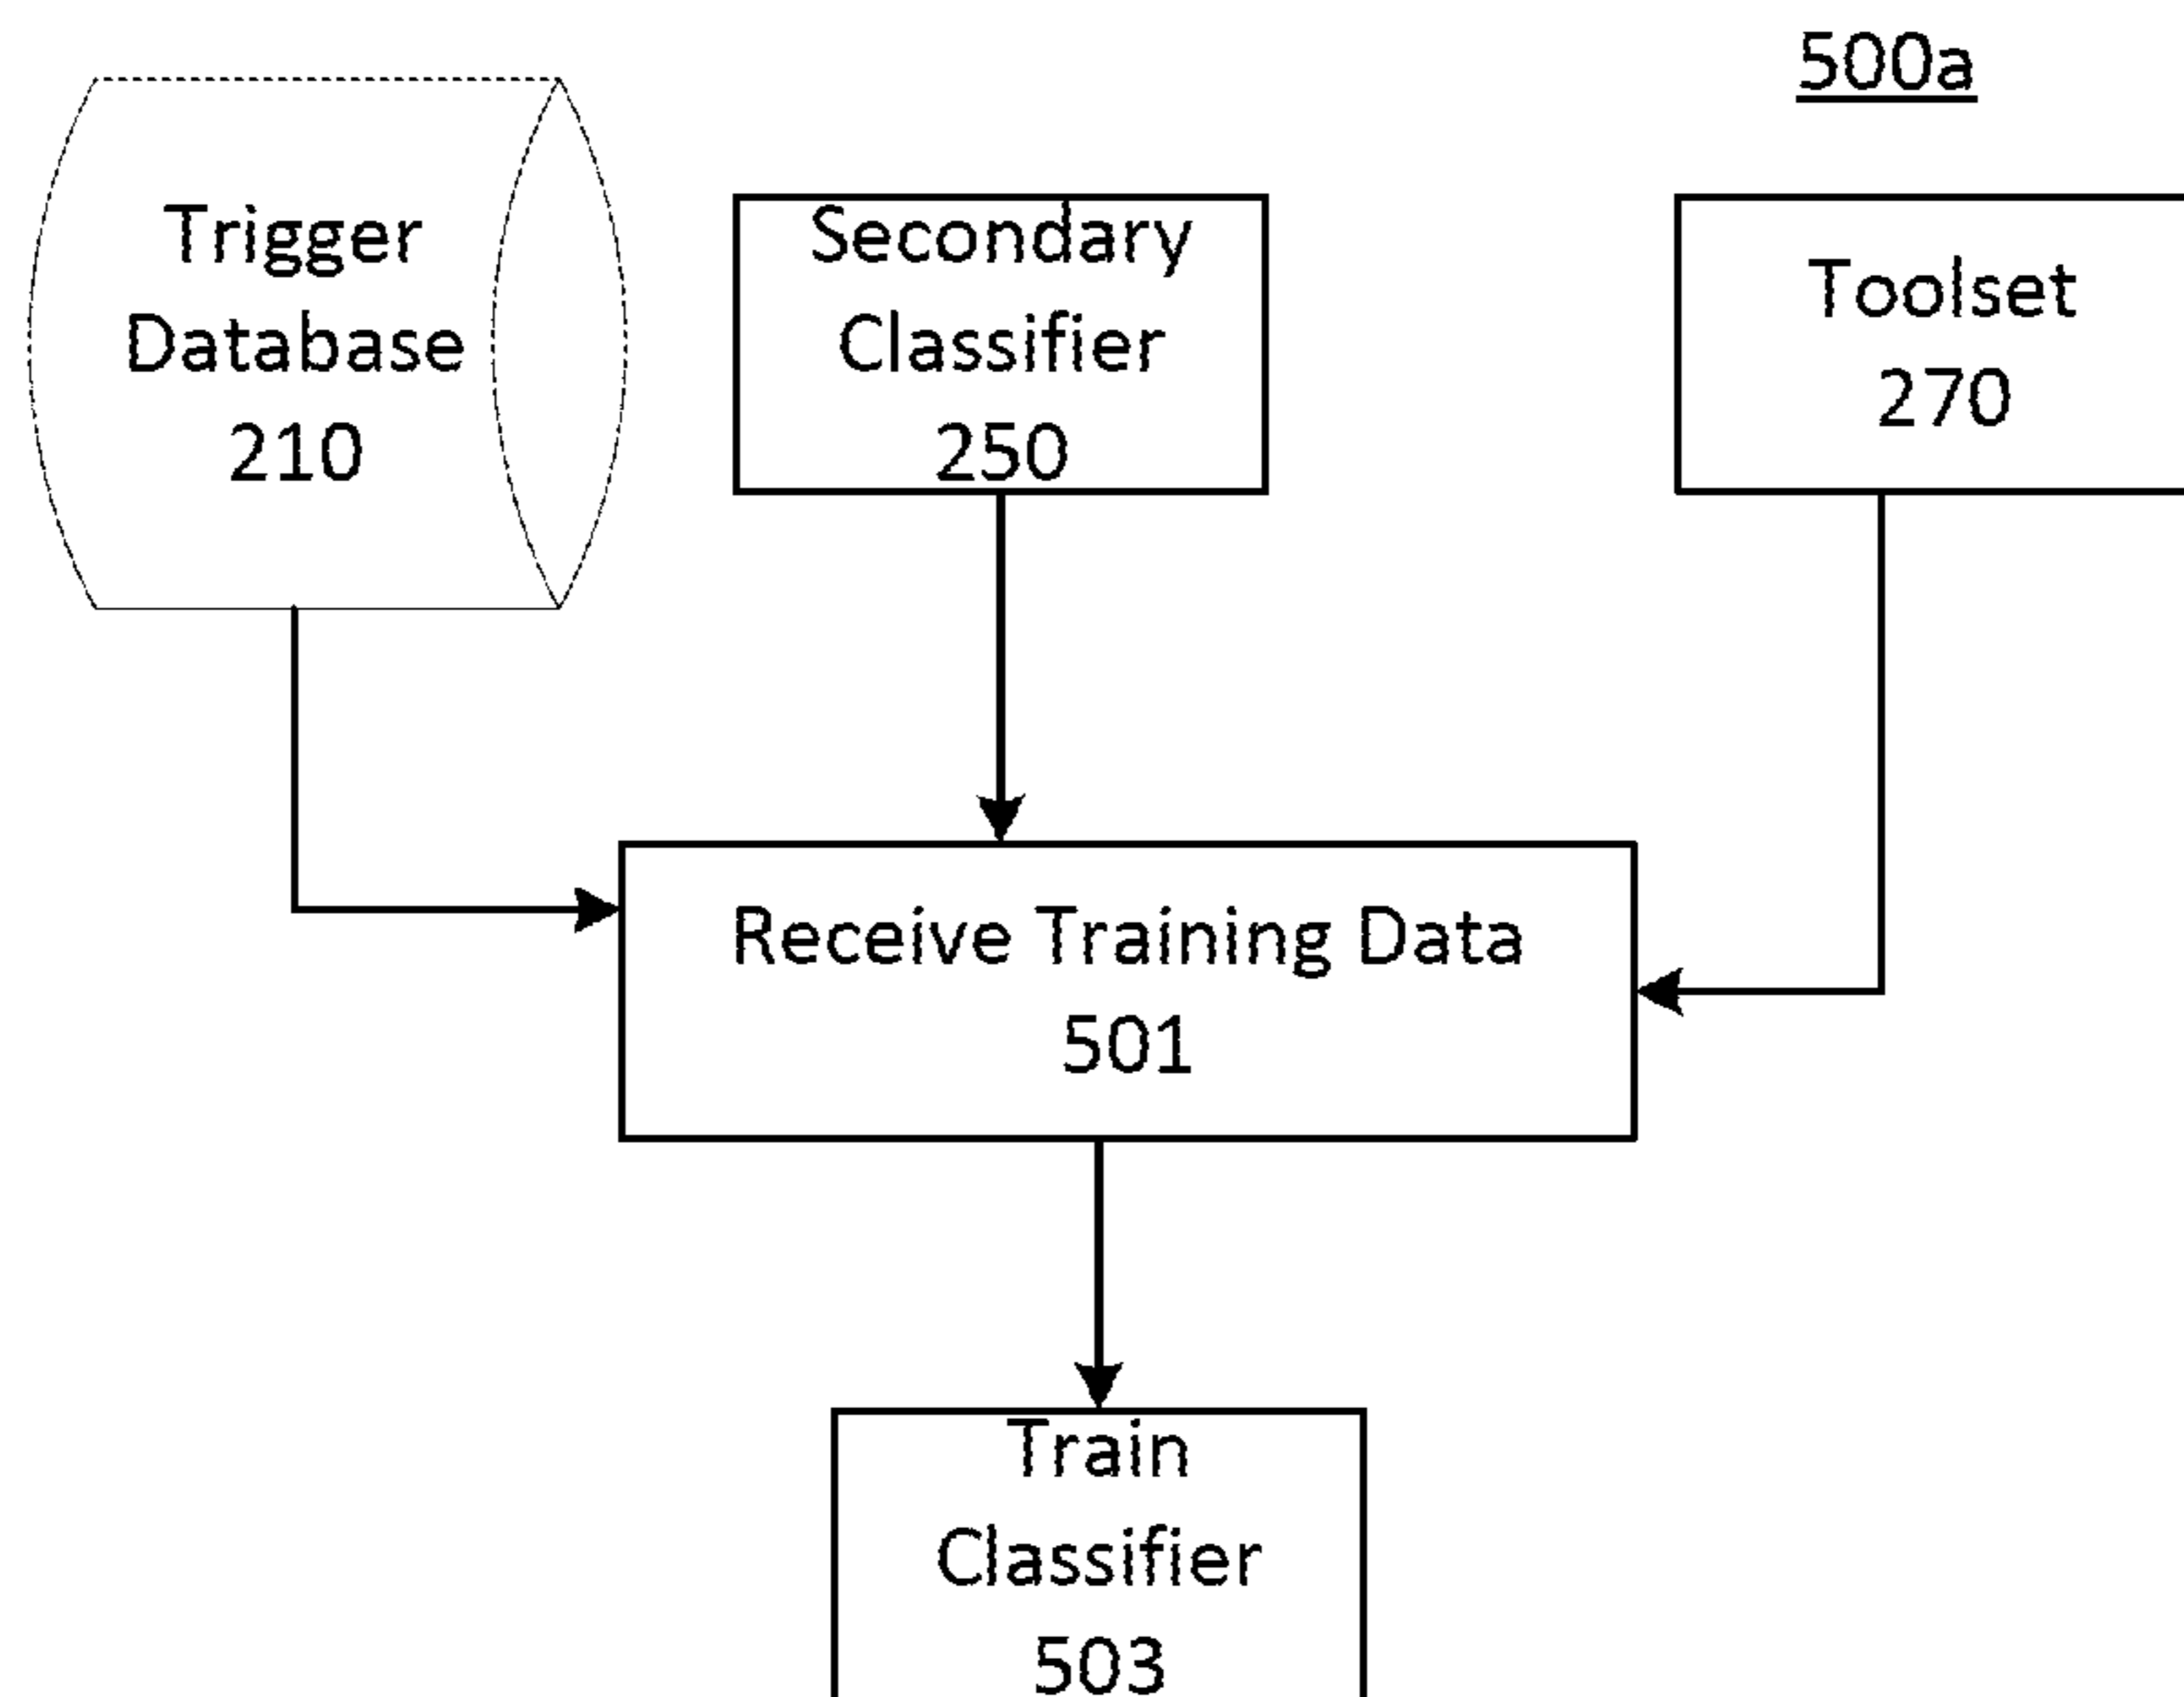 500a
Trigger
Database
210
Secondary
Classifier
250
Toolset
270
Receive Training Data
501
Train
Classifier
503